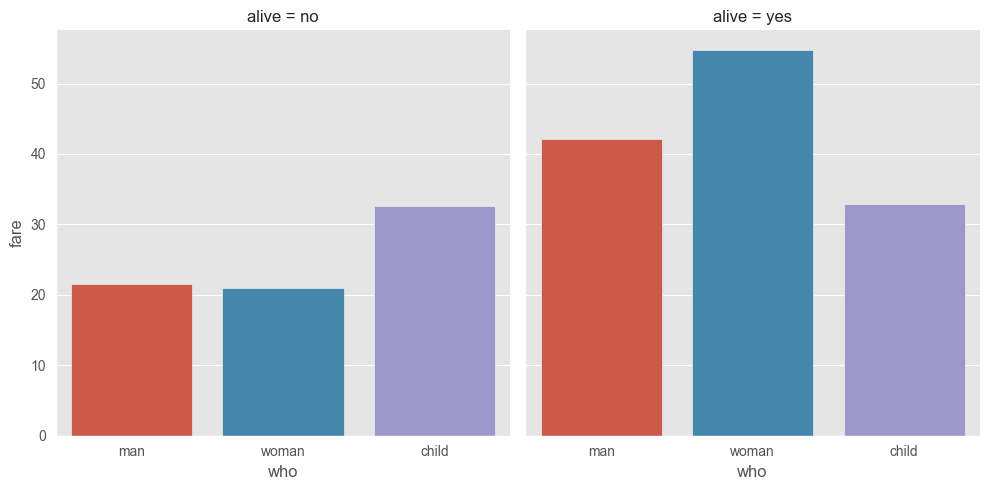 alive = no
alive = yes
fare
50
40
30
20
10
0
man woman child
man woman child
who
who